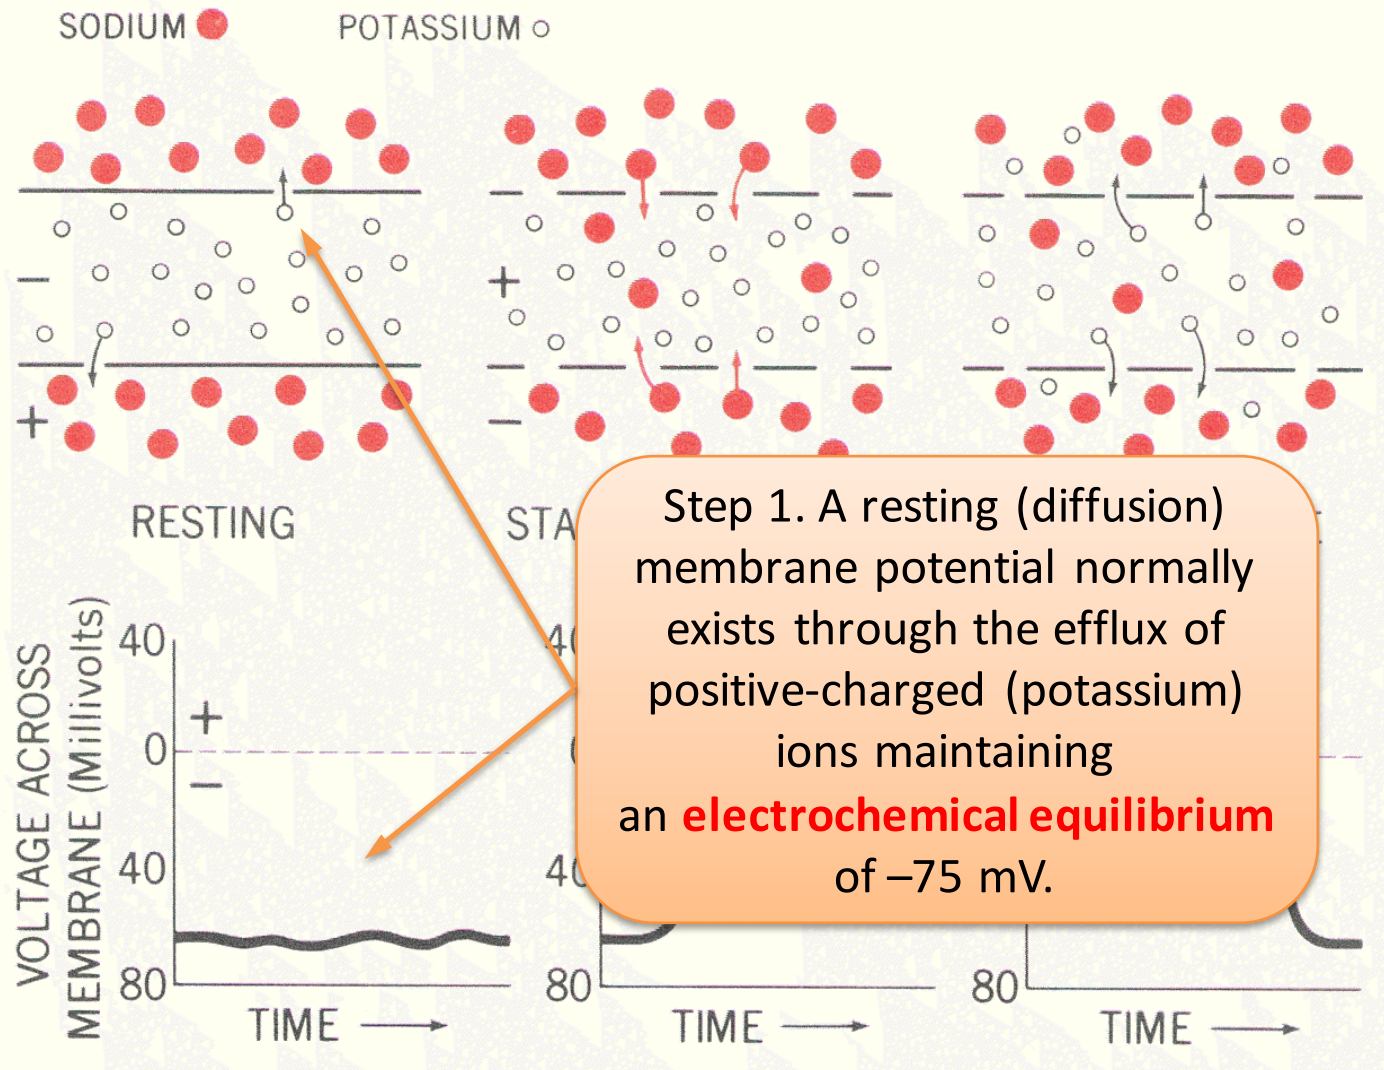 SODIUM
POTASSIUM
−
+
+
−
RESTING
STA
Step 1. A resting (diffusion)
membrane potential normally
exists through the efflux of
positive-charged (potassium)
ions maintaining
an electrochemical equilibrium
of –75 mV.
VOLTAGE ACROSS
MEMBRANE (Millivolts)
40
+
0
−
40
80
TIME
40
80
TIME
80
TIME